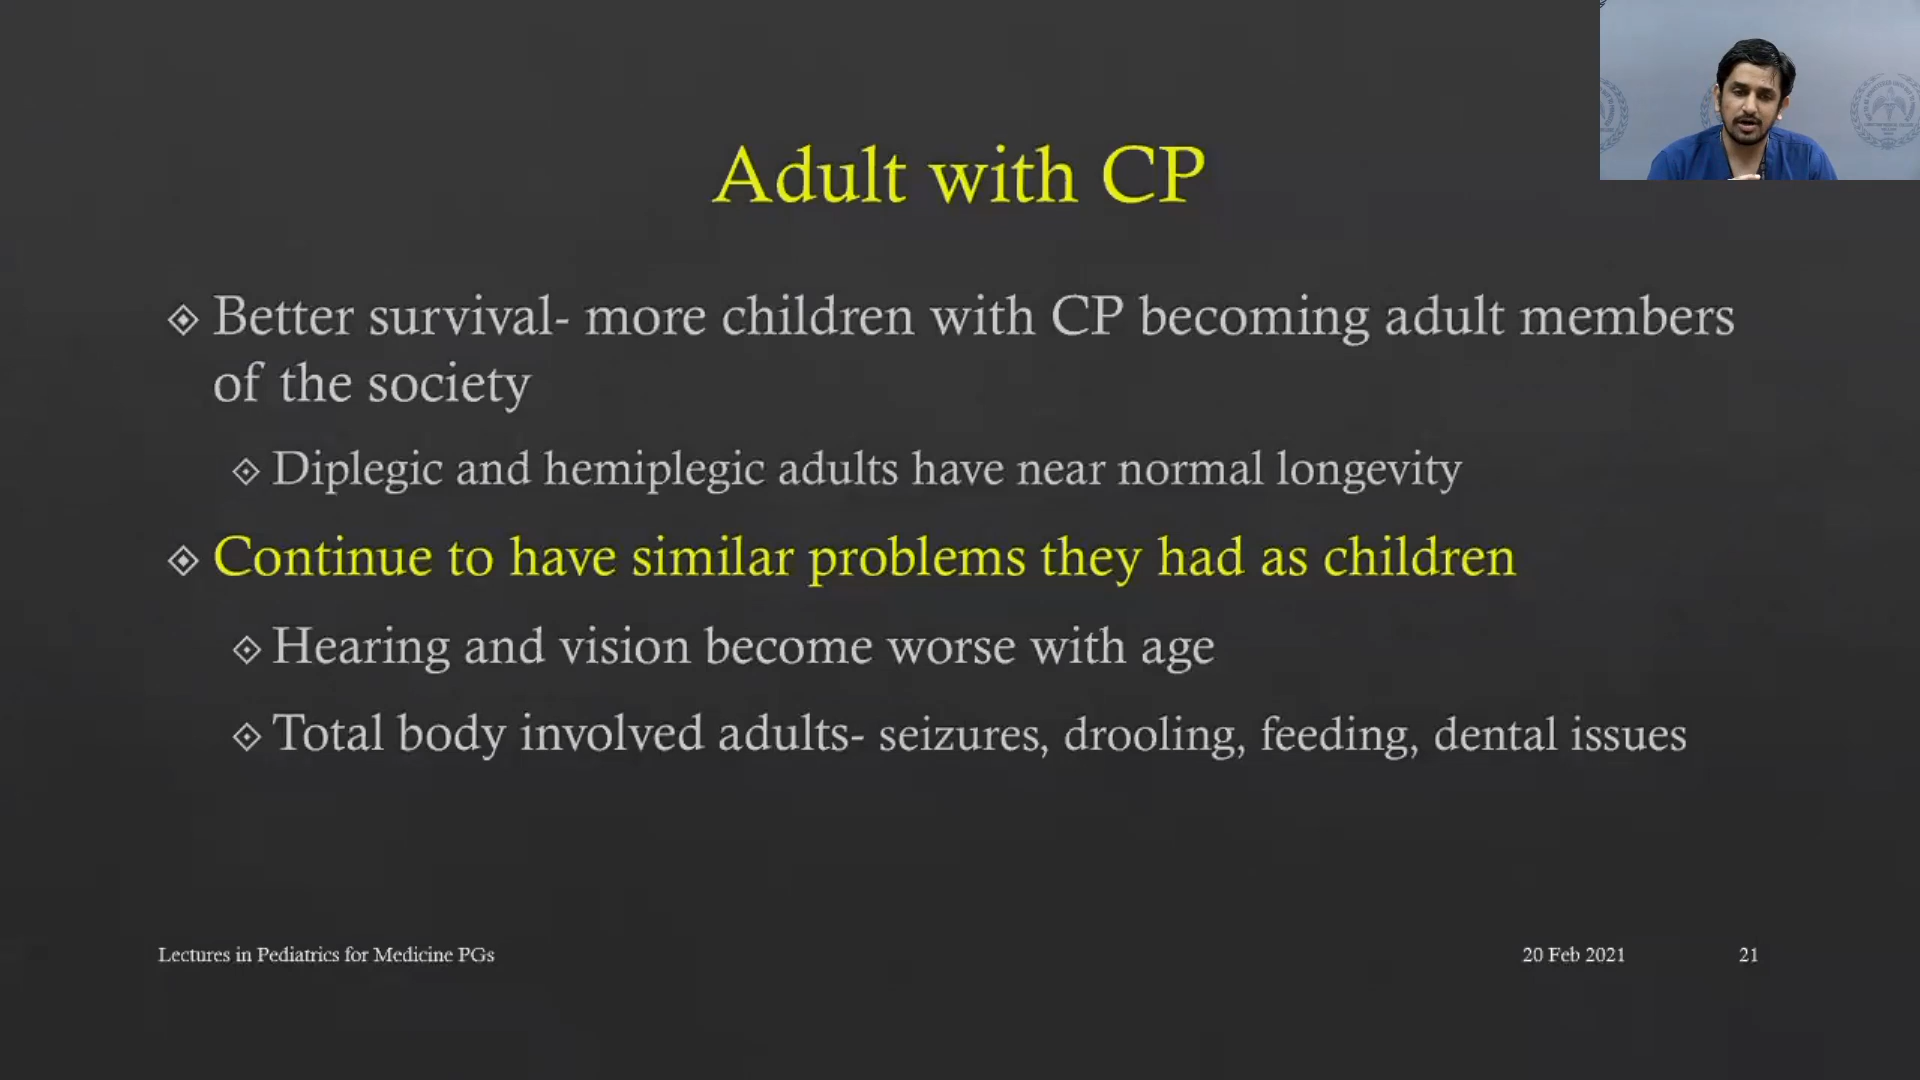 Adult with CP
Better survival- more children with CP becoming adult members
of the society
Diplegic and hemiplegic adults have near normal longevity
Continue to have similar problems they had as children
Hearing and vision become worse with age
Total body involved adults- seizures, drooling, feeding, dental issues
Lectures in Pediatrics for Medicine PGs
20 Feb 2021
21